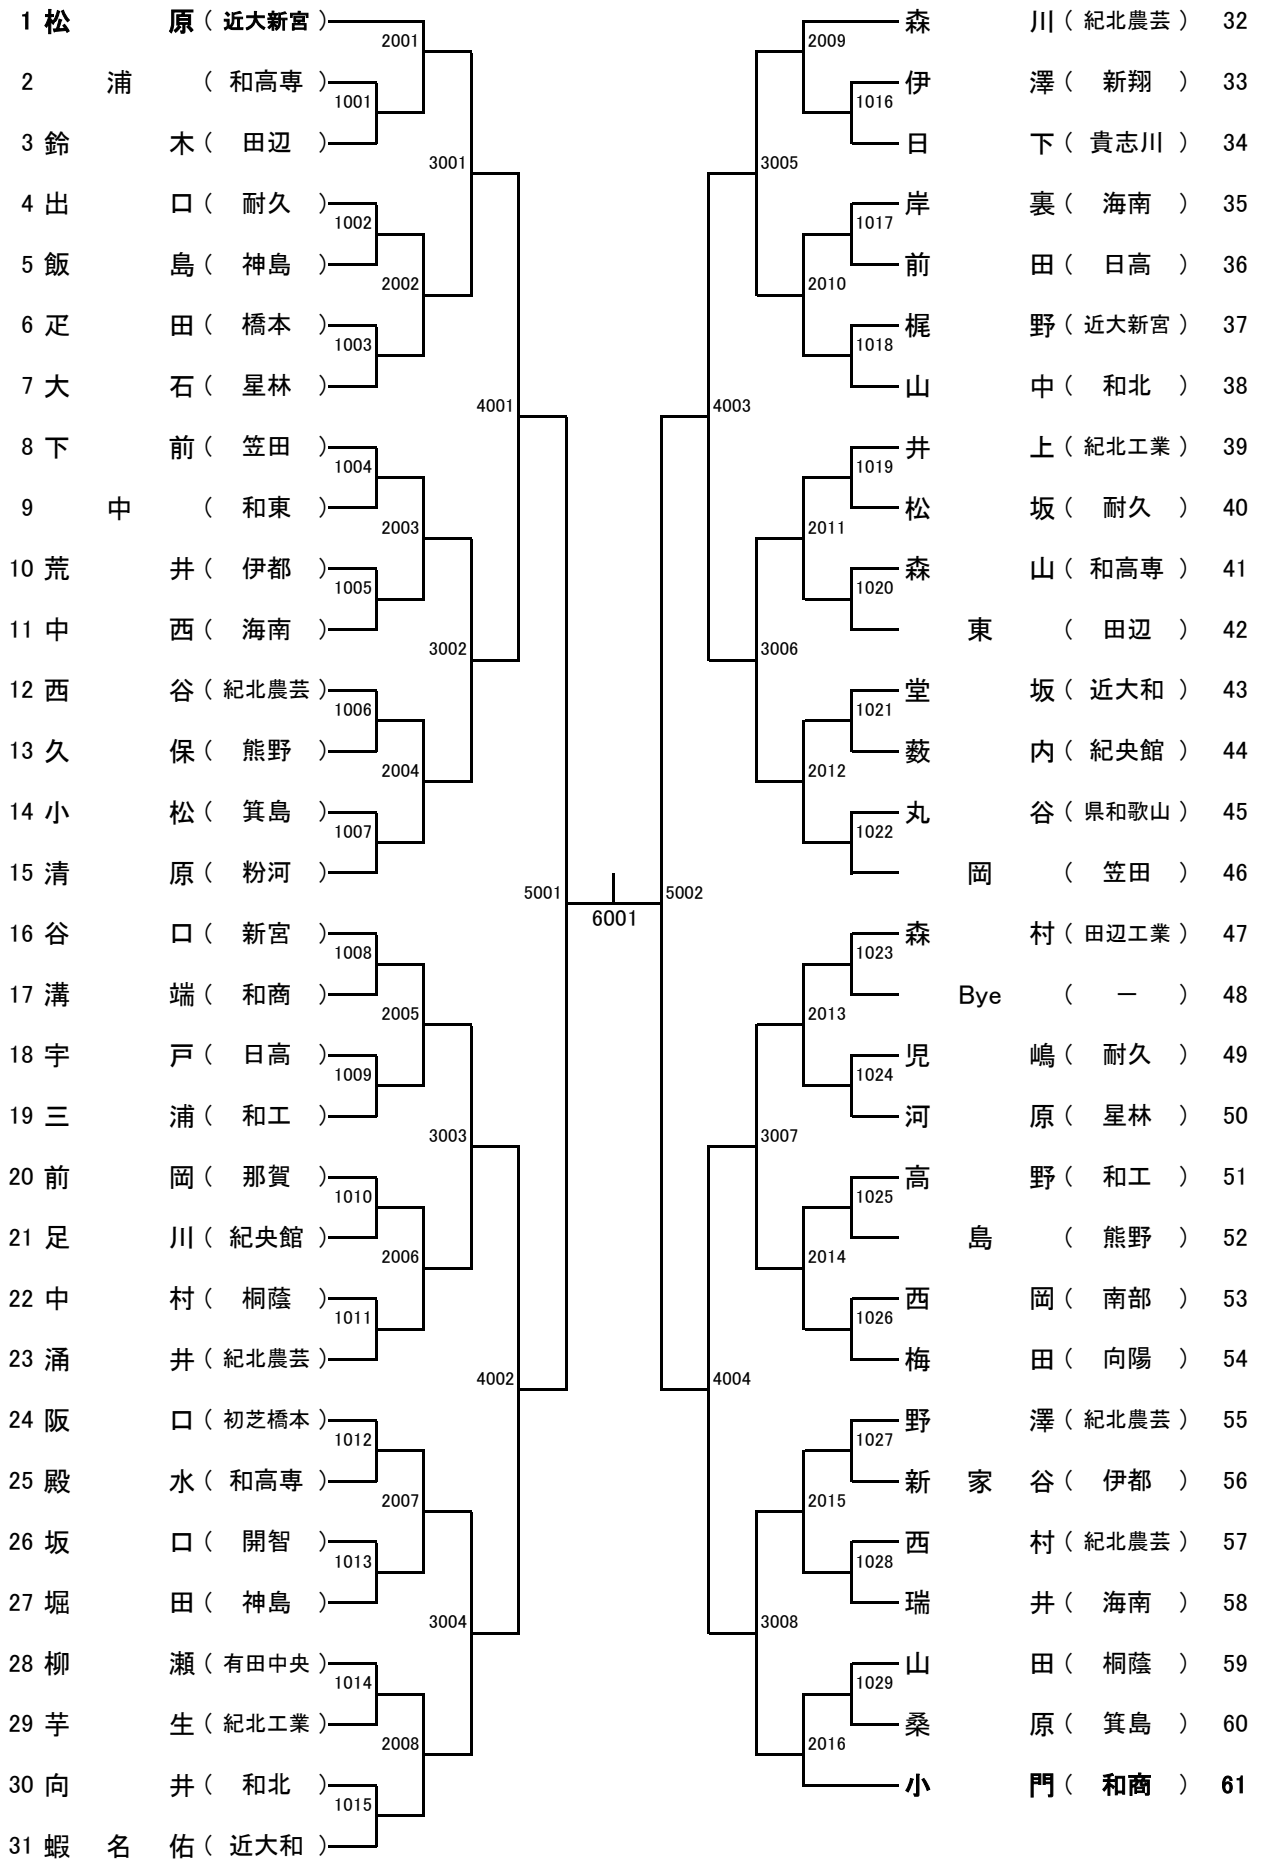 1 松原（近大新宮）
2 浦（和高専）
3 鈴木（田辺）
4 出口（耐久）
5 飯島（神島）
6 疋田（橋本）
7 大石（星林）
8 下前（笠田）
9 中（和東）
10 荒井（伊都）
11 中西（海南）
12 西谷（紀北農芸）
13 久保（熊野）
14 小松（箕島）
15 清原（粉河）
16 谷口（新宮）
17 溝端（和商）
18 宇戸（日高）
19 三浦（和工）
20 前岡（那賀）
21 足川（紀央館）
22 中村（桐蔭）
23 涌井（紀北農芸）
24 阪口（初芝橋本）
25 殿水（和高専）
26 坂口（開智）
27 堀田（神島）
28 柳瀬（有田中央）
29 芋生（紀北工業）
30 向井（和北）
31 蝦名佑（近大和）
1001
1002
1003
1004
1005
1006
1007
1008
1009
1010
1011
1012
1013
1014
1015
2001
2002
2003
2004
2005
2006
2007
2008
3001
3002
3003
3004
4001
4002
5001
6001
5002
4003
4004
3005
3006
3007
3008
2009
2010
2011
2012
2013
2014
2015
2016
1016
1017
1018
1019
1020
1021
1022
1023
1024
1025
1026
1027
1028
1029
森川（紀北農芸）32
伊澤（新翔）33
日下（貴志川）34
岸裏（海南）35
前田（日高）36
梶野（近大新宮）37
山中（和北）38
井上（紀北工業）39
松坂（耐久）40
森山（和高専）41
東（田辺）42
堂坂（近大和）43
薮内（紀央館）44
丸谷（県和歌山）45
岡（笠田）46
森村（田辺工業）47
Bye（－）48
児嶋（耐久）49
河原（星林）50
高野（和工）51
島（熊野）52
西岡（南部）53
梅田（向陽）54
野澤（紀北農芸）55
新家谷（伊都）56
西村（紀北農芸）57
瑞井（海南）58
山田（桐蔭）59
桑原（箕島）60
小門（和商）61